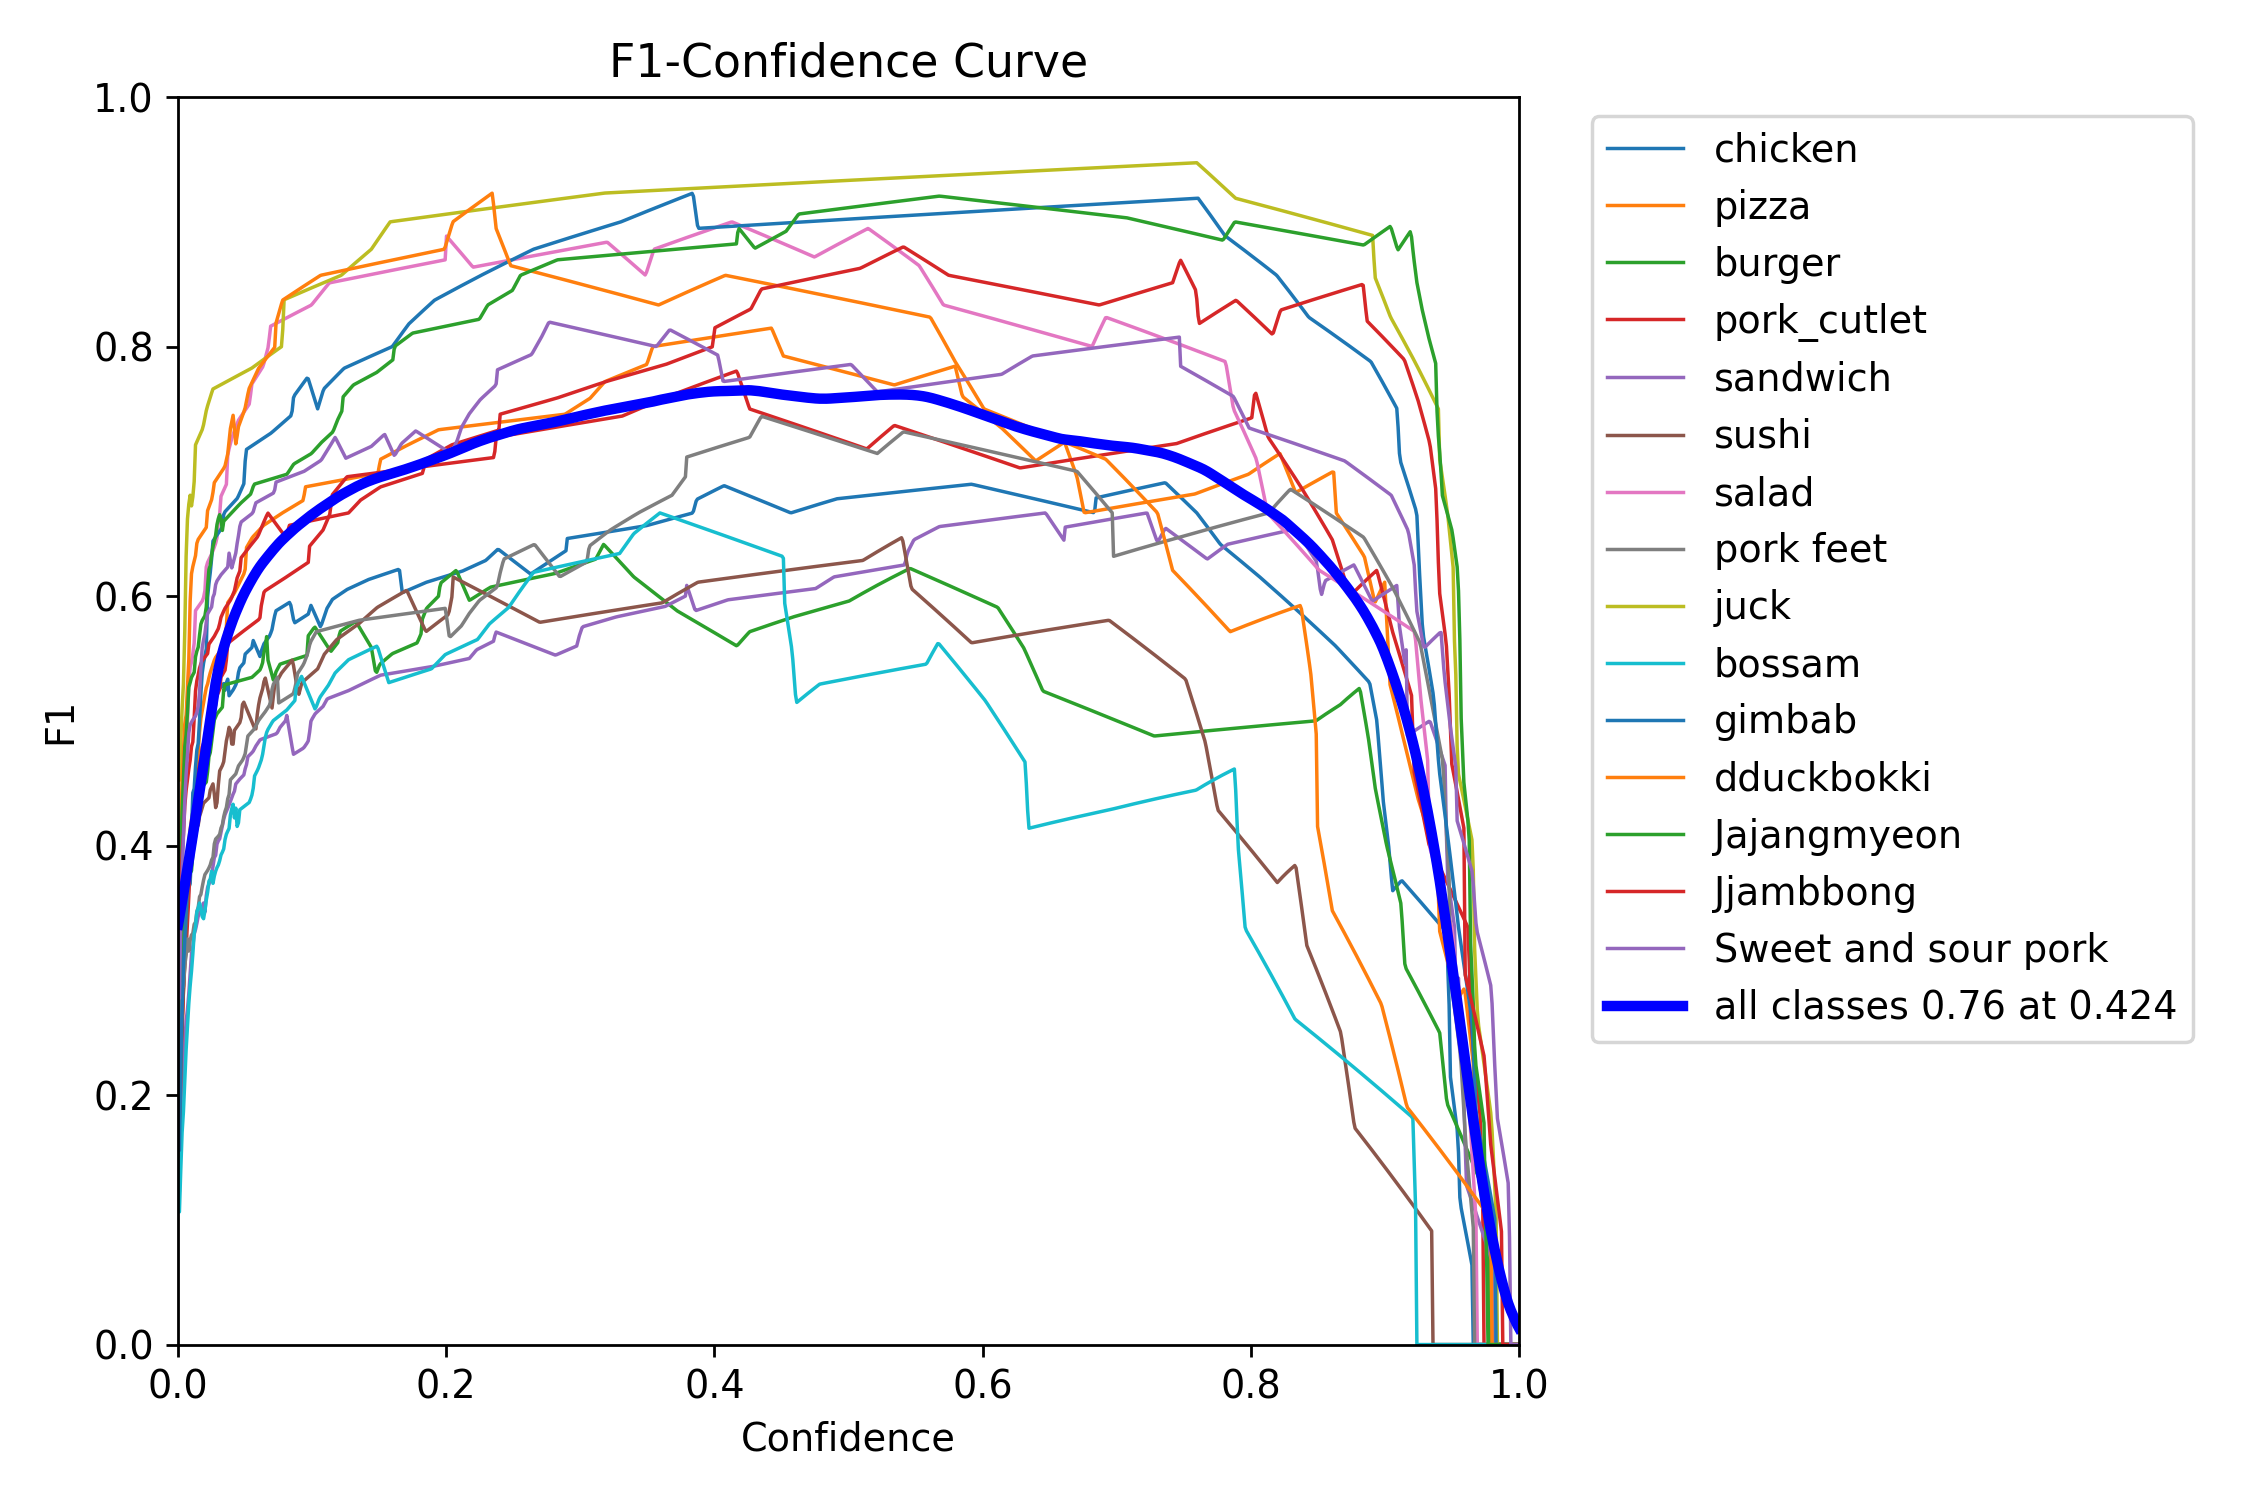 F1-Confidence Curve
1.0
0.8
0.6
0.4
0.2
0.0
F1
0.0 0.2 0.4 0.6 0.8 1.0
Confidence
chicken
pizza
burger
pork_cutlet
sandwich
sushi
salad
pork feet
juck
bossam
gimbab
dduckbokki
Jajangmyeon
Jjambbong
Sweet and sour pork
all classes 0.76 at 0.424